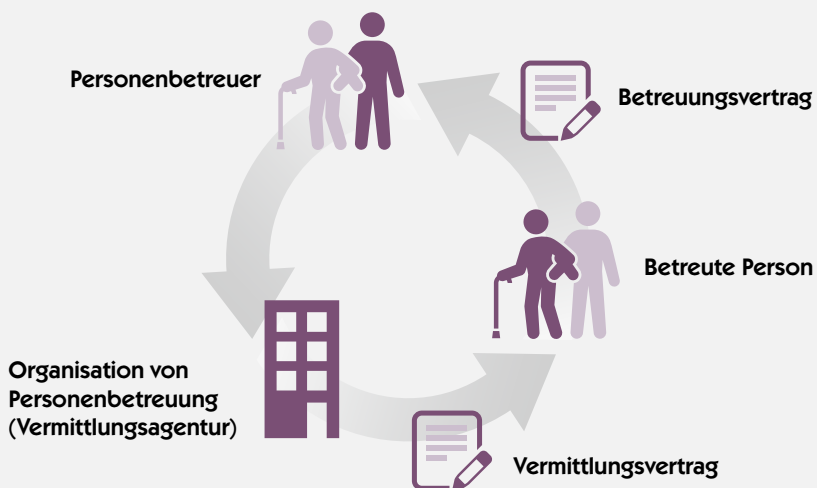 Personenbetreuer
Betreuungsvertrag
Betreute Person
Organisation von
Personenbetreuung
(Vermittlungsagentur)
Vermittlungsvertrag